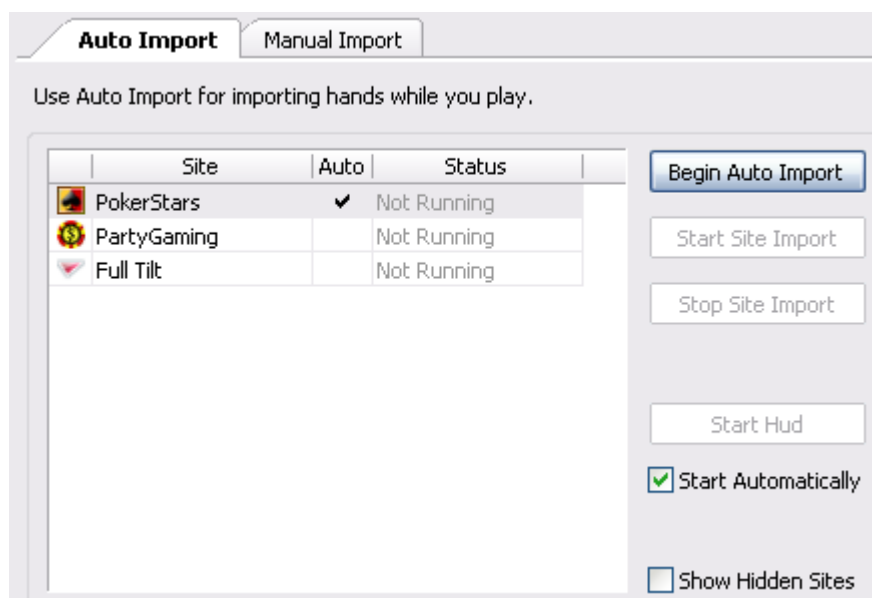 Auto Import Manual Import
Use Auto Import for importing hands while you play.
Site Auto Status
PokerStars ✔ Not Running
PartyGaming Not Running
Full Tilt Not Running
Begin Auto Import
Start Site Import
Stop Site Import
Start Hud
Start Automatically
Show Hidden Sites